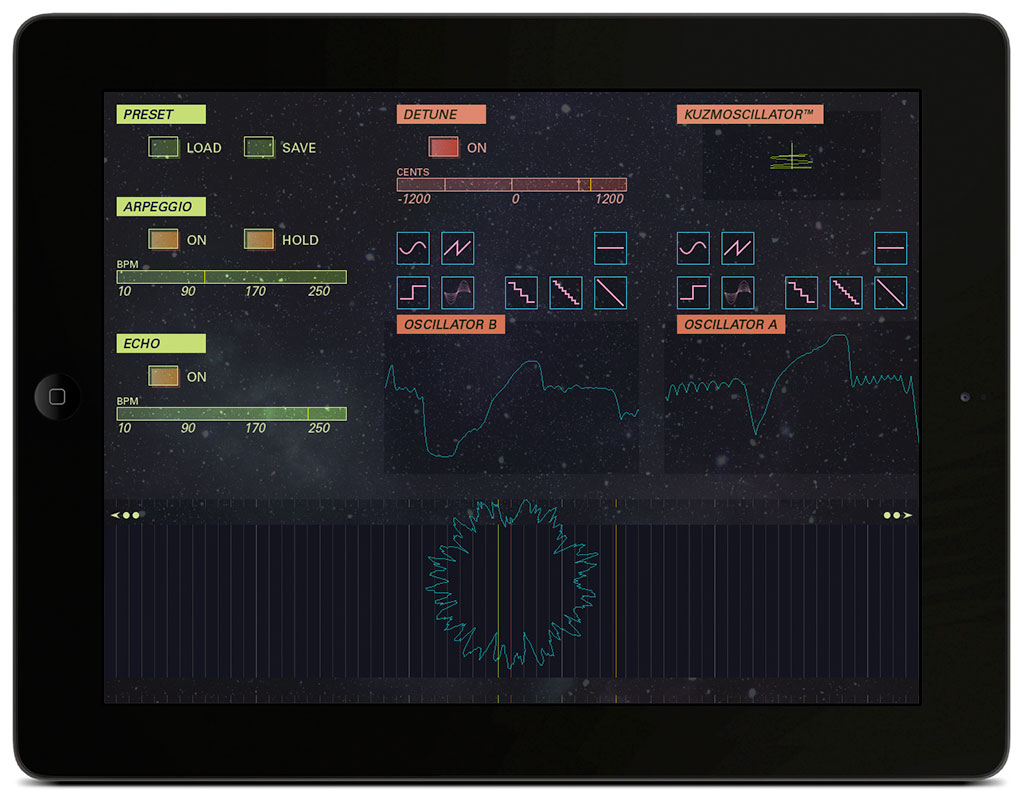 PRESET
LOAD SAVE
ARPEGGIO
ON HOLD
BPM
10 90 170 250
ECHO
ON
BPM
10 90 170 250
DETUNE
ON
CENTS
-1200 0 1200
OSCILLATOR B
KUZMOSCILLATOR™
OSCILLATOR A